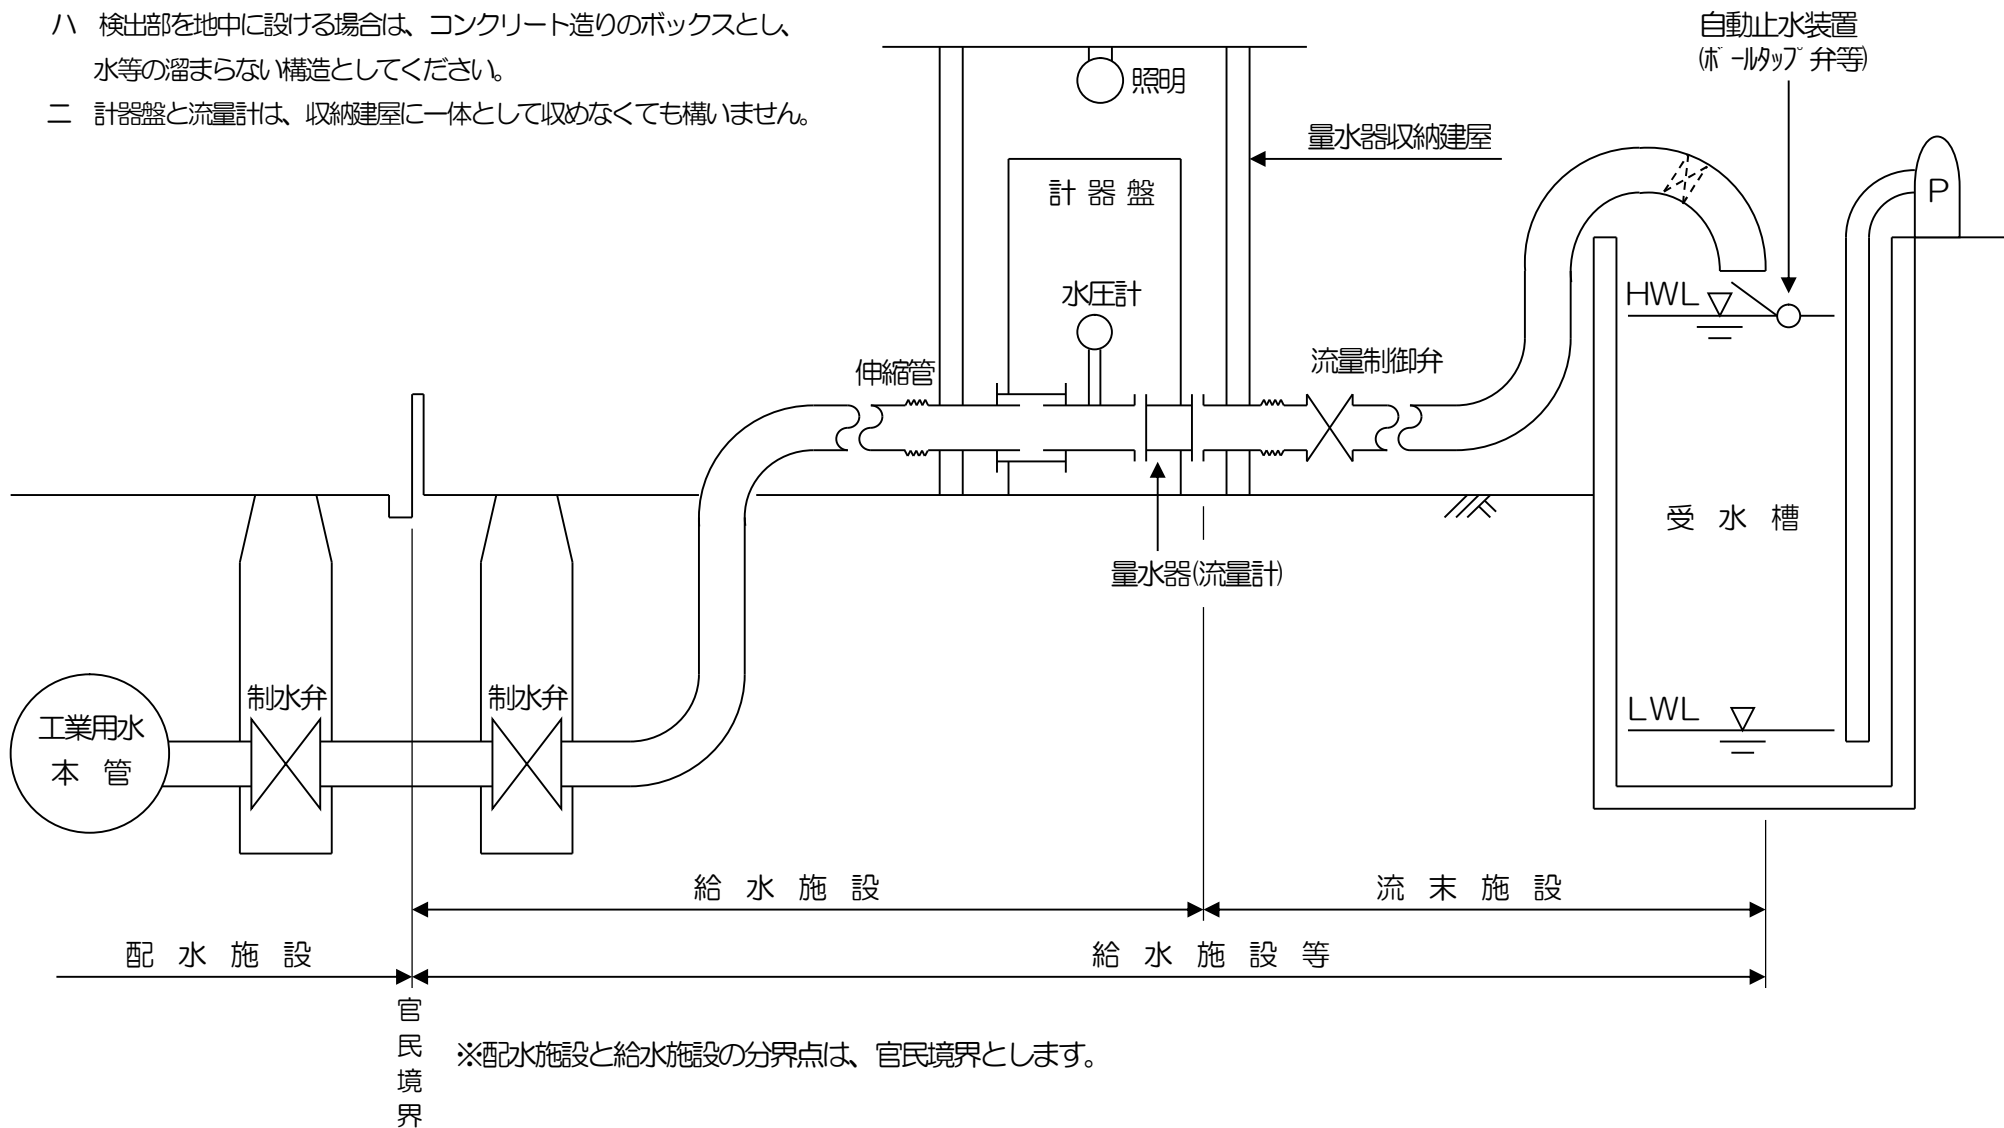 ハ 検出部を地中に設ける場合は、コンクリート造りのボックスとし、
水等の溜まらない構造としてください。
ニ 計器盤と流量計は、収納建屋に一体として収めなくても構いません。
自動止水装置
(ﾎﾞｰﾙﾀｯﾌﾟ弁等)
照明
量水器収納建屋
計器盤
P
水圧計
HWL
伸縮管
流量制御弁
受水槽
量水器(流量計)
制水弁
制水弁
LWL
工業用水
本管
給水施設
流末施設
配水施設
給水施設等
官民境界
※配水施設と給水施設の分界点は、官民境界とします。